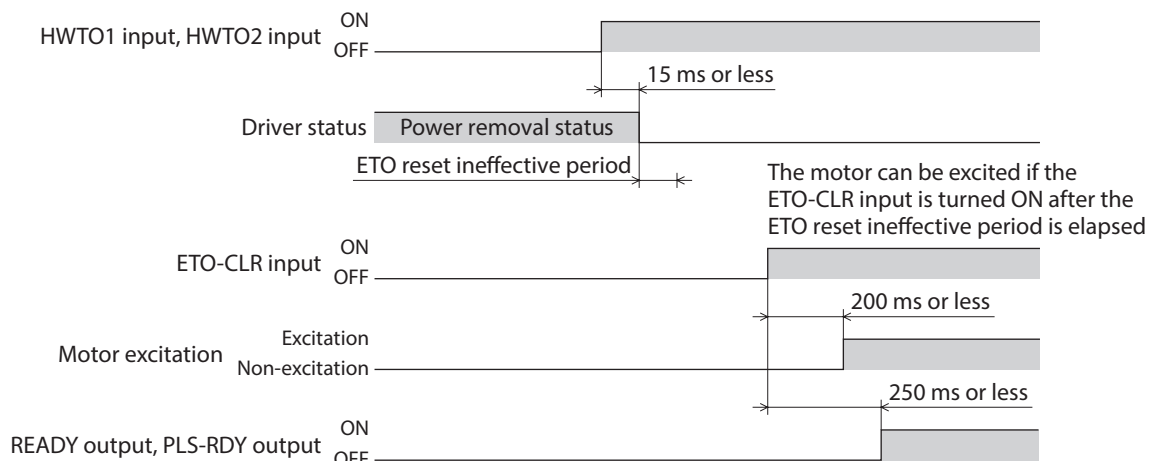 ON
HWTO1 input, HWTO2 input
OFF
15 ms or less
Driver status
Power removal status
ETO reset ineffective period
The motor can be excited if the
ETO-CLR input is turned ON after the
ETO reset ineffective period is elapsed
ON
ETO-CLR input
OFF
200 ms or less
Excitation
Motor excitation
Non-excitation
250 ms or less
ON
READY output, PLS-RDY output
OFF